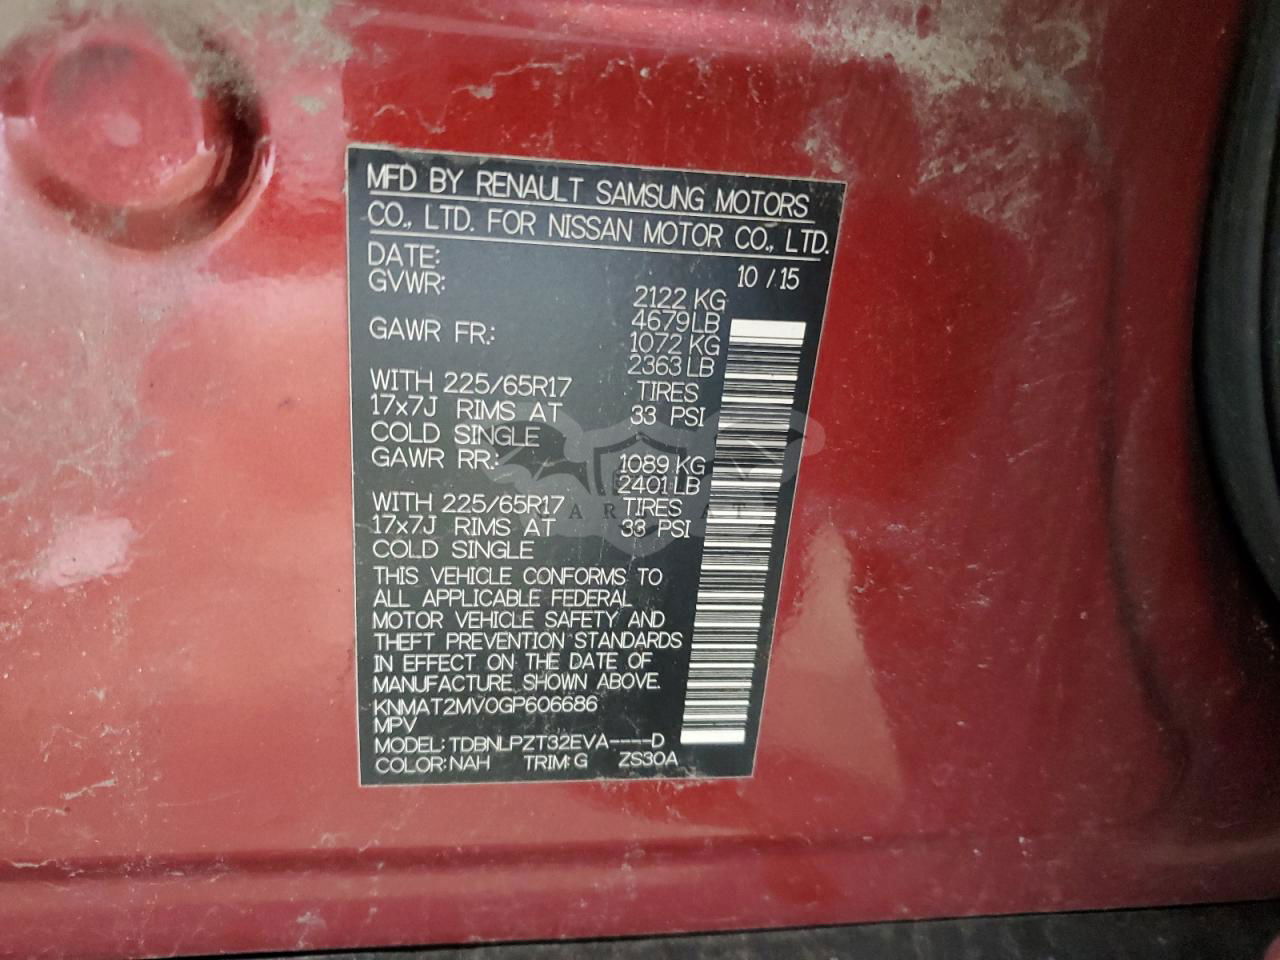 MFD BY RENAULT SAMSUNG MOTORS
CO., LTD. FOR NISSAN MOTOR CO., LTD.
DATE: 10 / 15
GVWR: 2122 KG
4679 LB
GAWR FR.: 1072 KG
2363 LB
WITH 225/65R17 TIRES
17x7J RIMS AT 33 PSI
COLD SINGLE
GAWR RR.: 1089 KG
2401 LB
WITH 225/65R17 TIRES
17x7J RIMS AT 33 PSI
COLD SINGLE
THIS VEHICLE CONFORMS TO
ALL APPLICABLE FEDERAL
MOTOR VEHICLE SAFETY AND
THEFT PREVENTION STANDARDS
IN EFFECT ON THE DATE OF
MANUFACTURE SHOWN ABOVE.
KNMAT2MV0GP606686
MPV
MODEL: TDBNLPZT32EVA----D
COLOR: NAH TRIM: G ZS30A